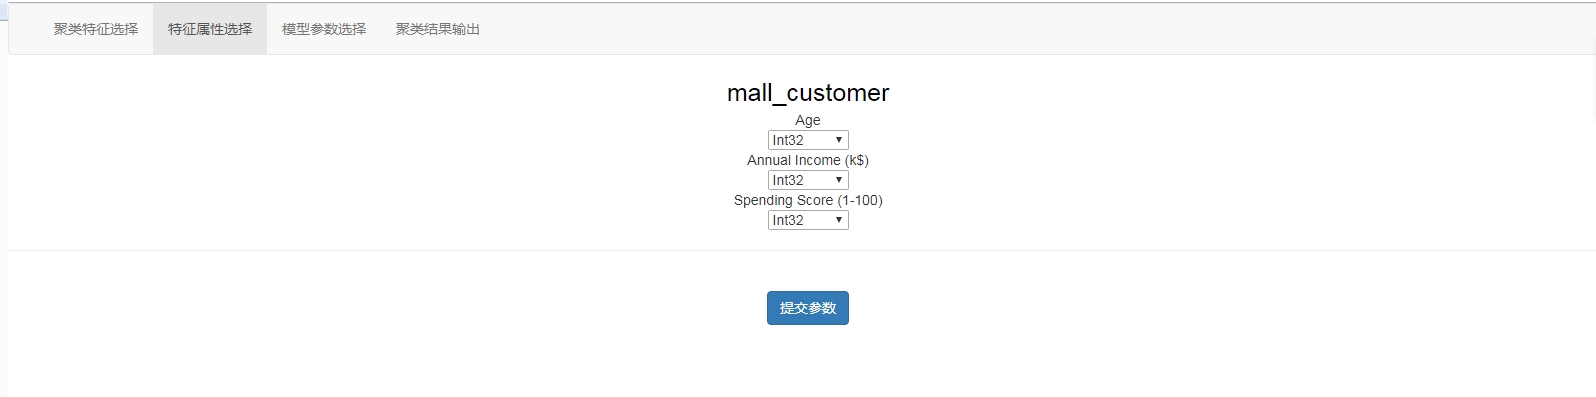 聚类特征选择 特征属性选择 模型参数选择 聚类结果输出
mall_customer
Age
Int32
Annual Income (k$)
Int32
Spending Score (1-100)
Int32
提交参数